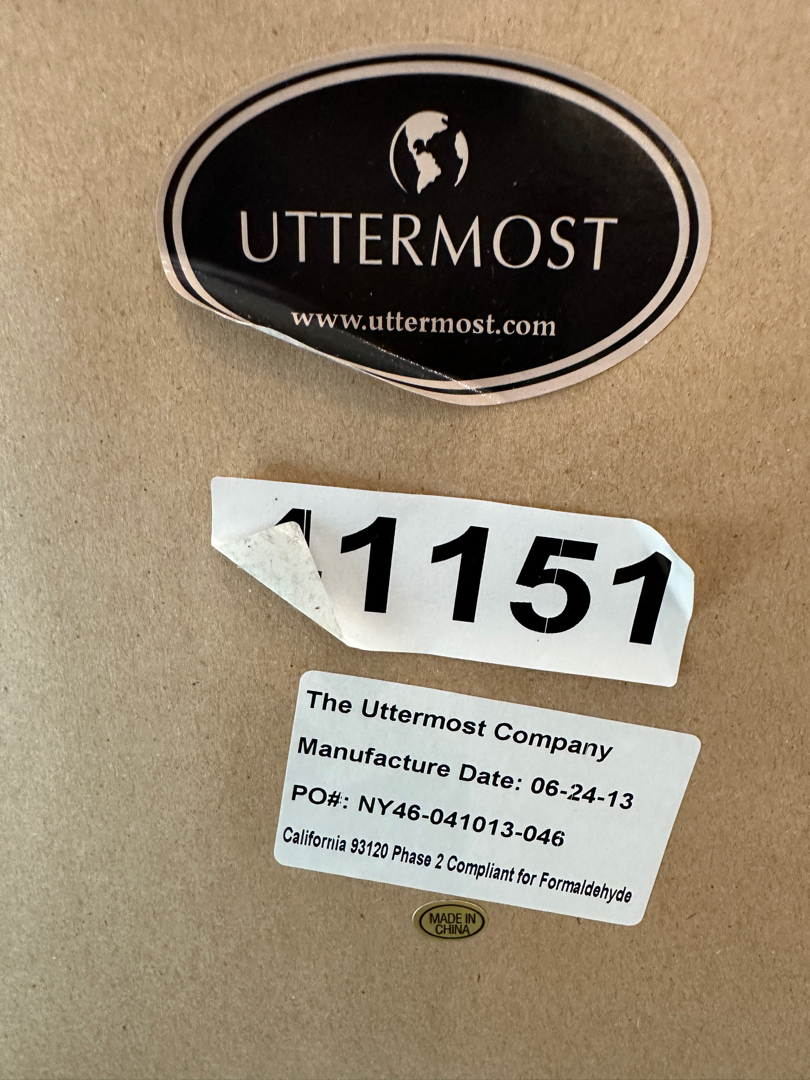 UTTERMOST
www.uttermost.com
41151
The Uttermost Company
Manufacture Date: 06-24-13
PO#: NY46-041013-046
California 93120 Phase 2 Compliant for Formaldehyde
MADE IN
CHINA